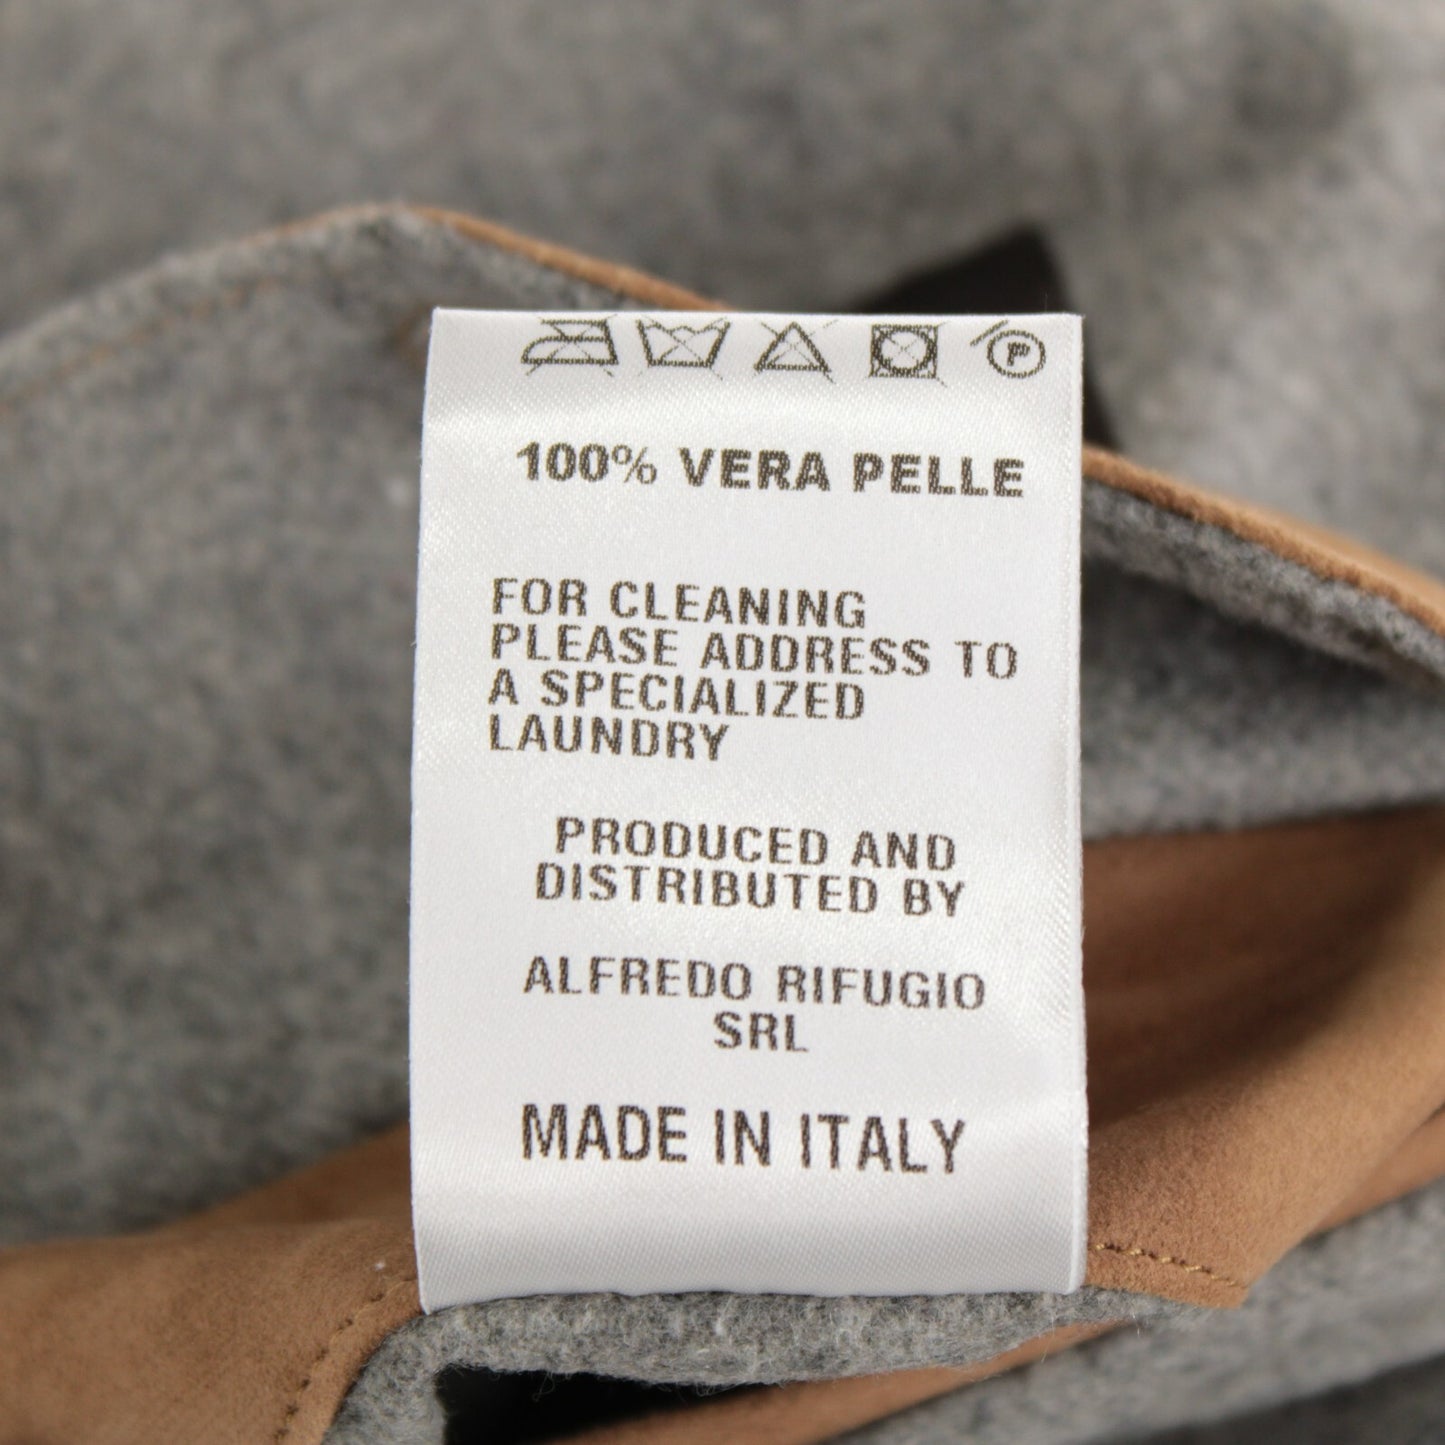 P
100% VERA PELLE
FOR CLEANING
PLEASE ADDRESS TO
A SPECIALIZED
LAUNDRY
PRODUCED AND
DISTRIBUTED BY
ALFREDO RIFUGIO
SRL
MADE IN ITALY